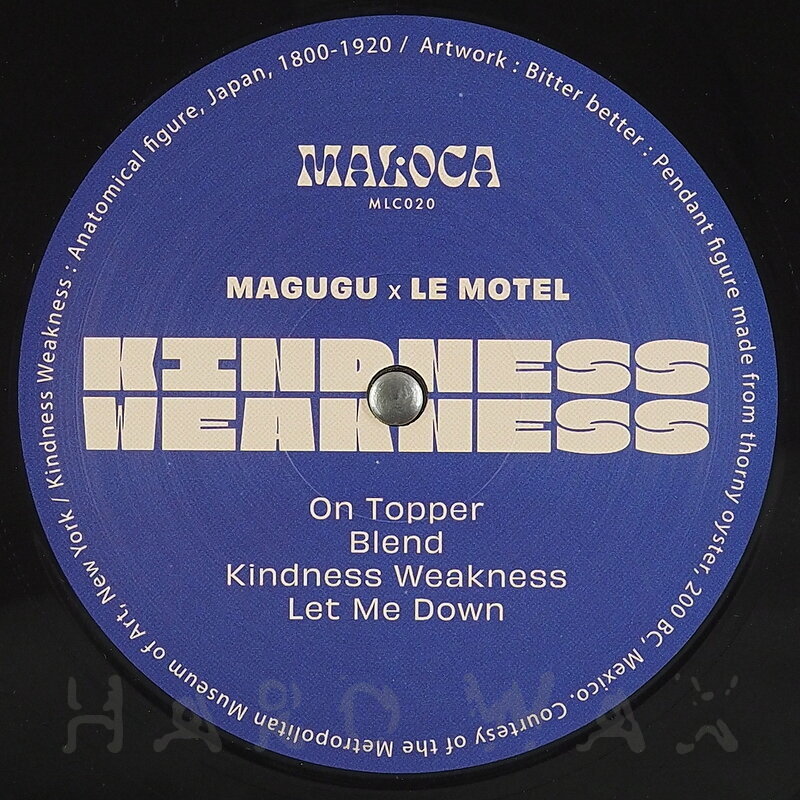 MALOCA
MLC020
MAGUGU x LE MOTEL
KINDNESS
WEAKNESS
On Topper
Blend
Kindness Weakness
Let Me Down
Artwork : Bitter better : Pendant figure made from thorny oyster, 200 BC, Mexico. Courtesy of the Metropolitan Museum of Art, New York / Kindness Weakness : Anatomical figure, Japan, 1800-1920 /
HARD WAX